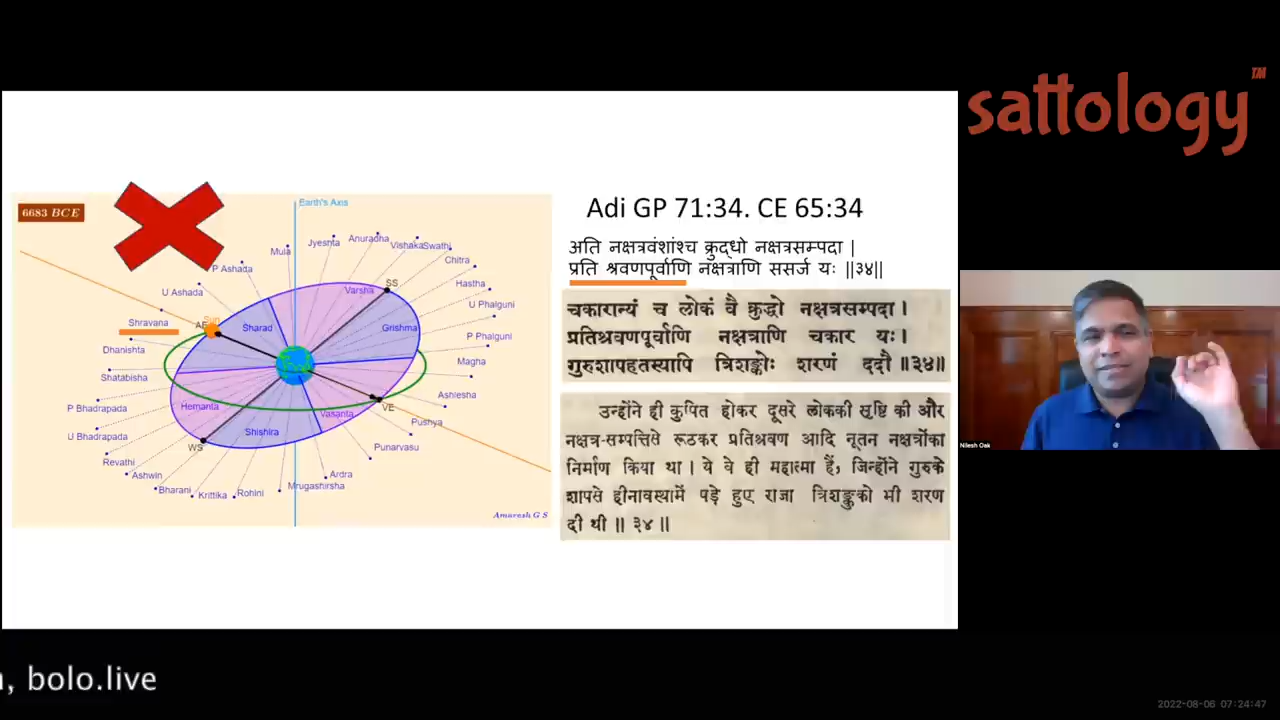 sattology™
6683 BCE
Earth's Axis
Mula
Jyeshta
Anuradha
Vishaka
Swathi
Chitra
Hastha
U Phalguni
P Phalguni
Magha
Ashlesha
Pushya
Punarvasu
Ardra
Mrugashirsha
Rohini
Krittika
Bharani
Ashwin
Revathi
U Bhadrapada
P Bhadrapada
Shatabisha
Dhanishta
Shravana
U Ashada
P Ashada
Sun
AE
SS
VE
WS
Varsha
Grishma
Sharad
Hemanta
Shishira
Vasanta
Amaresh G S
Adi GP 71:34. CE 65:34
अति नक्षत्रवंशांश्च क्रुद्धो नक्षत्रसम्पदा |
प्रति श्रवणपूर्वाणि नक्षत्राणि ससर्ज यः ||३४||
चकारान्यं च लोकं वै क्रुद्धो नक्षत्रसम्पदा ।
प्रतिश्रवणपूर्वाणि नक्षत्राणि चकार यः ।
गुरुशापहतस्यापि त्रिशङ्कोः शरणं ददौ ॥३४॥
उन्होंने ही कुपित होकर दूसरे लोककी सृष्टि की और
नक्षत्र-सम्पत्तिसे रूठकर प्रतिश्रवण आदि नूतन नक्षत्रोंका
निर्माण किया था । ये वे ही महात्मा हैं, जिन्होंने गुरुके
शापसे हीनावस्थामें पड़े हुए राजा त्रिशङ्कुको भी शरण
दी थी ॥ ३४ ॥
Nilesh Oak
, bolo.live
2022-08-06 07:24:47